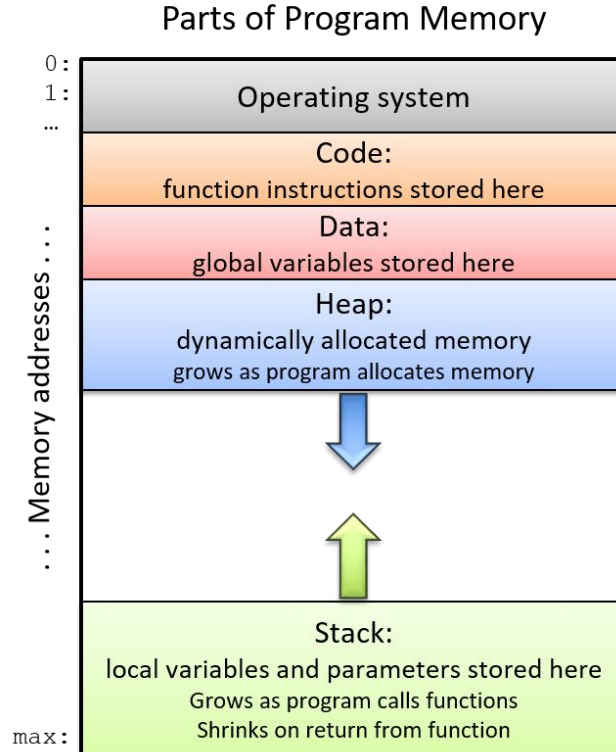 Parts of Program Memory
0:
1:
…
Operating system
Code:
function instructions stored here
Data:
global variables stored here
Heap:
dynamically allocated memory
grows as program allocates memory
. . . Memory addresses . . .
Stack:
local variables and parameters stored here
Grows as program calls functions
Shrinks on return from function
max: